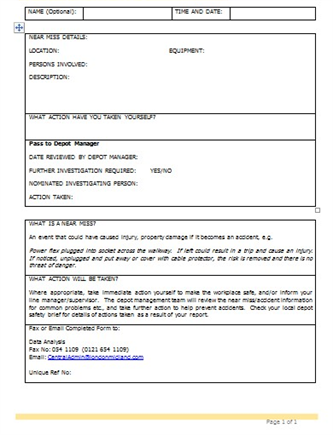 NAME (Optional): TIME AND DATE:
NEAR MISS DETAILS:
LOCATION: EQUIPMENT:
PERSONS INVOLVED:
DESCRIPTION:
WHAT ACTION HAVE YOU TAKEN YOURSELF?
Pass to Depot Manager
DATE REVIEWED BY DEPOT MANAGER:
FURTHER INVESTIGATION REQUIRED: YES/NO
NOMINATED INVESTIGATING PERSON:
ACTION TAKEN:
WHAT IS A NEAR MISS?
An event that could have caused injury, property damage if it becomes an accident, e.g.
Power flex plugged into socket across the walkway. If left could result in a trip and cause an injury.
If noticed, unplugged and put away or cover with cable protector, the risk is removed and there is no
threat of danger.
WHAT ACTION WILL BE TAKEN?
Where appropriate, take immediate action yourself to make the workplace safe, and/or inform your
line manager/supervisor. The depot management team will review the near miss/accident information
for common problems etc., and take further action to help prevent accidents. Check your local depot
safety brief for details of actions taken as a result of your report.
Fax or Email Completed Form to:
Data Analysis
Fax No: 054 1109 (0121 654 1109)
Email: CentralAdmin@londonmidland.com
Unique Ref No:
Page 1 of 1